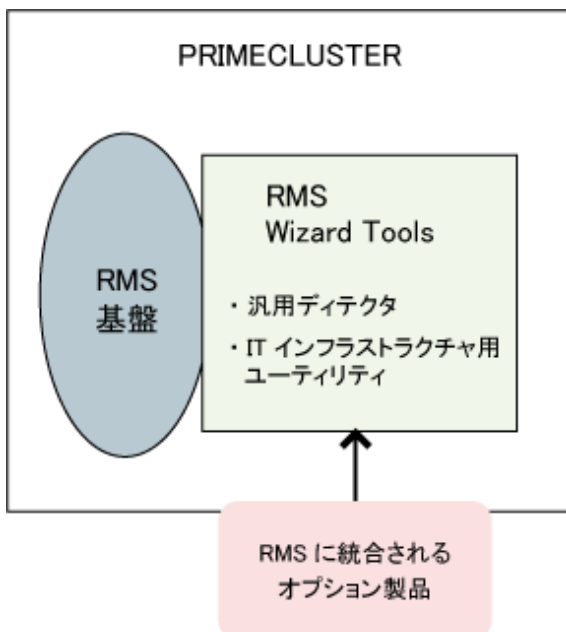 PRIMECLUSTER
RMS
基盤
RMS
Wizard Tools
・ 汎用ディテクタ
・ IT インフラストラクチャ用
ユーティリティ
RMS に統合される
オプション製品